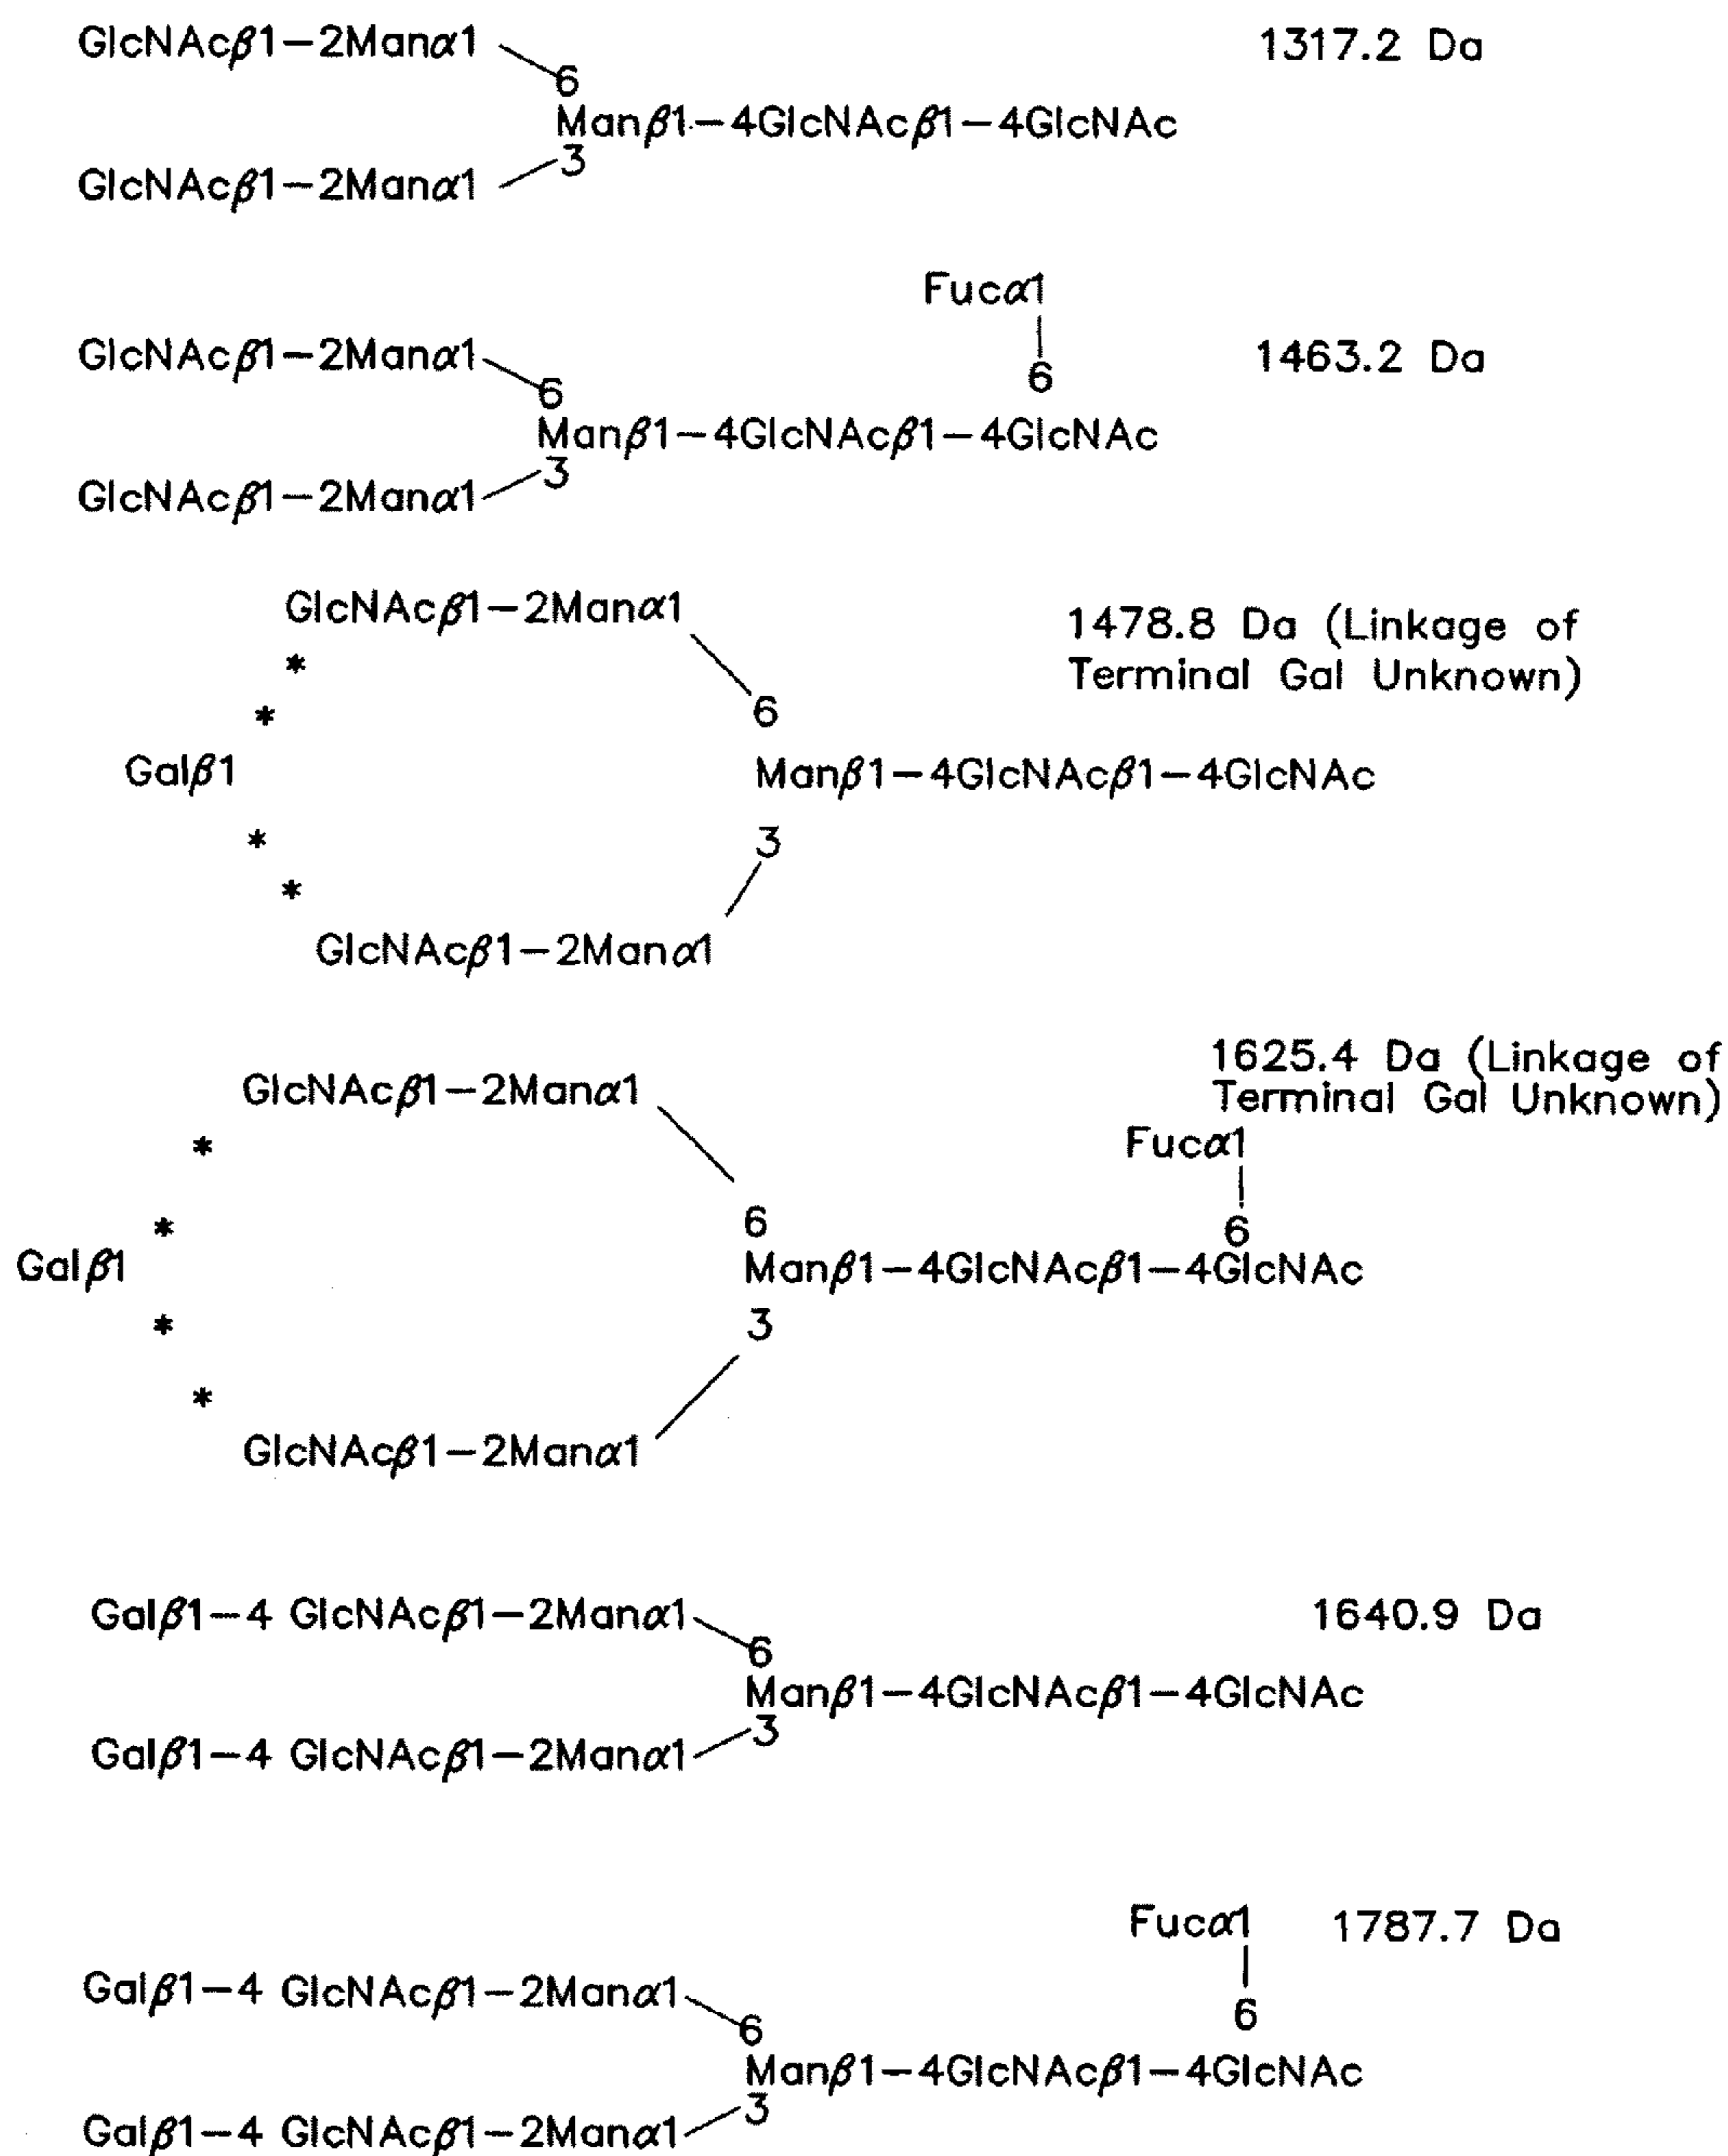 GlcNAcβ1-2Manα1 1317.2 Da
6
Manβ1-4GlcNAcβ1-4GlcNAc
3
GlcNAcβ1-2Manα1
Fucα1
GlcNAcβ1-2Manα1 1463.2 Da
6 6
Manβ1-4GlcNAcβ1-4GlcNAc
3
GlcNAcβ1-2Manα1
GlcNAcβ1-2Manα1 1478.8 Da (Linkage of
* Terminal Gal Unknown)
* 6
Galβ1 Manβ1-4GlcNAcβ1-4GlcNAc
* 3
*
GlcNAcβ1-2Manα1
1625.4 Da (Linkage of
GlcNAcβ1-2Manα1 Terminal Gal Unknown)
* Fucα1
* 6 6
Galβ1 Manβ1-4GlcNAcβ1-4GlcNAc
* 3
*
GlcNAcβ1-2Manα1
Galβ1-4 GlcNAcβ1-2Manα1 1640.9 Da
6
Manβ1-4GlcNAcβ1-4GlcNAc
3
Galβ1-4 GlcNAcβ1-2Manα1
Fucα1 1787.7 Da
Galβ1-4 GlcNAcβ1-2Manα1
6 6
Manβ1-4GlcNAcβ1-4GlcNAc
3
Galβ1-4 GlcNAcβ1-2Manα1